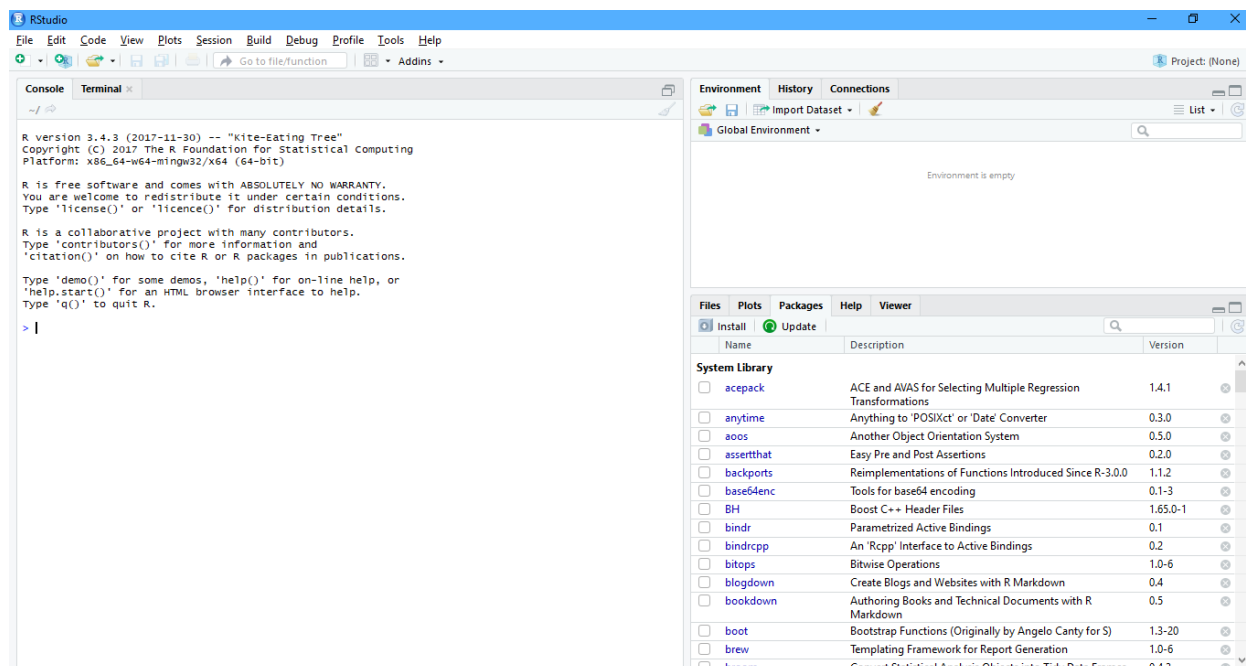 RStudio
File Edit Code View Plots Session Build Debug Profile Tools Help
Go to file/function Addins Project: (None)
Console Terminal
~/
R version 3.4.3 (2017-11-30) -- "Kite-Eating Tree"
Copyright (C) 2017 The R Foundation for Statistical Computing
Platform: x86_64-w64-mingw32/x64 (64-bit)
R is free software and comes with ABSOLUTELY NO WARRANTY.
You are welcome to redistribute it under certain conditions.
Type 'license()' or 'licence()' for distribution details.
R is a collaborative project with many contributors.
Type 'contributors()' for more information and
'citation()' on how to cite R or R packages in publications.
Type 'demo()' for some demos, 'help()' for on-line help, or
'help.start()' for an HTML browser interface to help.
Type 'q()' to quit R.
>
Environment History Connections
Import Dataset List
Global Environment
Environment is empty
Files Plots Packages Help Viewer
Install Update
Name Description Version
System Library
acepack ACE and AVAS for Selecting Multiple Regression 1.4.1
Transformations
anytime Anything to 'POSIXct' or 'Date' Converter 0.3.0
aoos Another Object Orientation System 0.5.0
assertthat Easy Pre and Post Assertions 0.2.0
backports Reimplementations of Functions Introduced Since R-3.0.0 1.1.2
base64enc Tools for base64 encoding 0.1-3
BH Boost C++ Header Files 1.65.0-1
bindr Parametrized Active Bindings 0.1
bindrcpp An 'Rcpp' Interface to Active Bindings 0.2
bitops Bitwise Operations 1.0-6
blogdown Create Blogs and Websites with R Markdown 0.4
bookdown Authoring Books and Technical Documents with R 0.5
Markdown
boot Bootstrap Functions (Originally by Angelo Canty for S) 1.3-20
brew Templating Framework for Report Generation 1.0-6